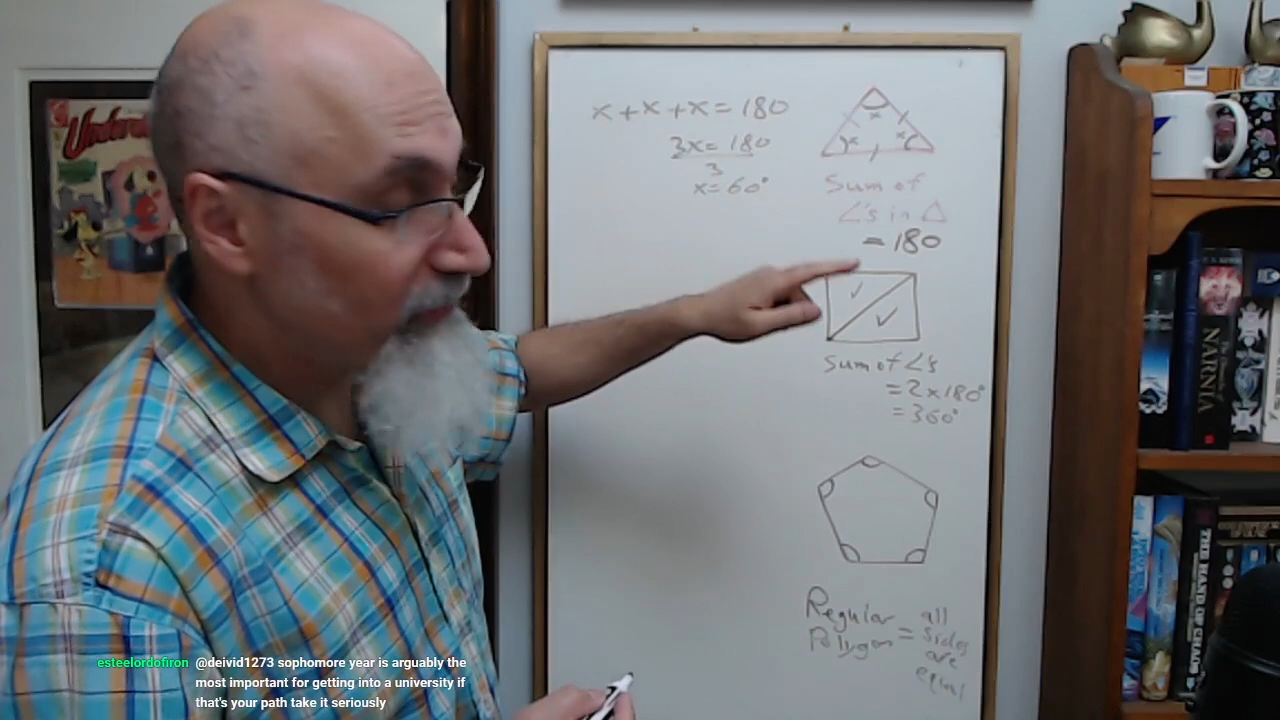 x + x + x = 180
3x = 180
3
x = 60°
x
x
x
Sum of
∠'s in △
= 180
Sum of ∠'s
= 2 x 180°
= 360°
Regular
Polygon
= all
sides
are
equal
NARNIA
THE HAND OF CHAOS
esteelordofiron @deivid1273 sophomore year is arguably the
most important for getting into a university if
that's your path take it seriously